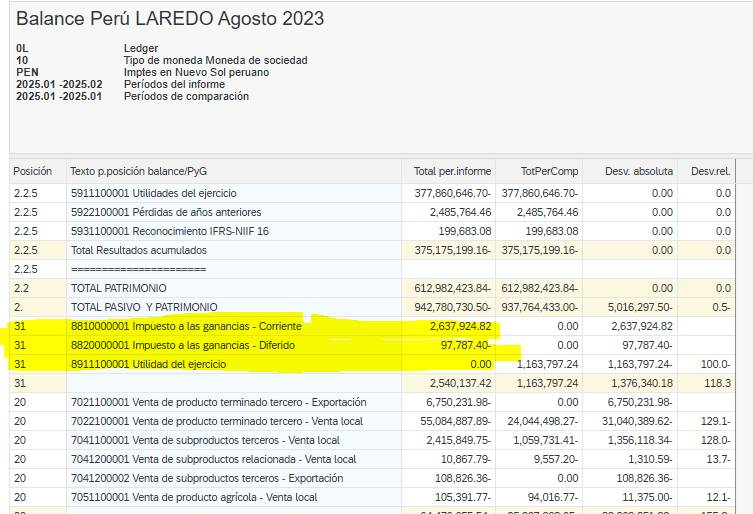 Balance Perú LAREDO Agosto 2023
0L Ledger
10 Tipo de moneda Moneda de sociedad
PEN Imptes en Nuevo Sol peruano
2025.01 -2025.02 Períodos del informe
2025.01 -2025.01 Períodos de comparación
Posición Texto p.posición balance/PyG Total per.informe TotPerComp Desv. absoluta Desv.rel.
2.2.5 5911100001 Utilidades del ejercicio 377,860,646.70- 377,860,646.70- 0.00 0.0
2.2.5 5922100001 Pérdidas de años anteriores 2,485,764.46 2,485,764.46 0.00 0.0
2.2.5 5931100001 Reconocimiento IFRS-NIIF 16 199,683.08 199,683.08 0.00 0.0
2.2.5 Total Resultados acumulados 375,175,199.16- 375,175,199.16- 0.00 0.0
2.2.5 ======================
2.2 TOTAL PATRIMONIO 612,982,423.84- 612,982,423.84- 0.00 0.0
2. TOTAL PASIVO Y PATRIMONIO 942,780,730.50- 937,764,433.00- 5,016,297.50- 0.5-
31 8810000001 Impuesto a las ganancias - Corriente 2,637,924.82 0.00 2,637,924.82
31 8820000001 Impuesto a las ganancias - Diferido 97,787.40- 0.00 97,787.40-
31 8911100001 Utilidad del ejercicio 0.00 1,163,797.24 1,163,797.24- 100.0-
31 2,540,137.42 1,163,797.24 1,376,340.18 118.3
20 7021100001 Venta de producto terminado tercero - Exportación 6,750,231.98- 0.00 6,750,231.98-
20 7022100001 Venta de producto terminado tercero - Venta local 55,084,887.89- 24,044,498.27- 31,040,389.62- 129.1-
20 7041100001 Venta de subproductos terceros - Venta local 2,415,849.75- 1,059,731.41- 1,356,118.34- 128.0-
20 7041200001 Venta de subproductos relacionada - Venta local 10,867.79- 9,557.20- 1,310.59- 13.7-
20 7041200002 Venta de subproductos terceros - Exportación 108,826.36- 0.00 108,826.36-
20 7051100001 Venta de producto agrícola - Venta local 105,391.77- 94,016.77- 11,375.00- 12.1-